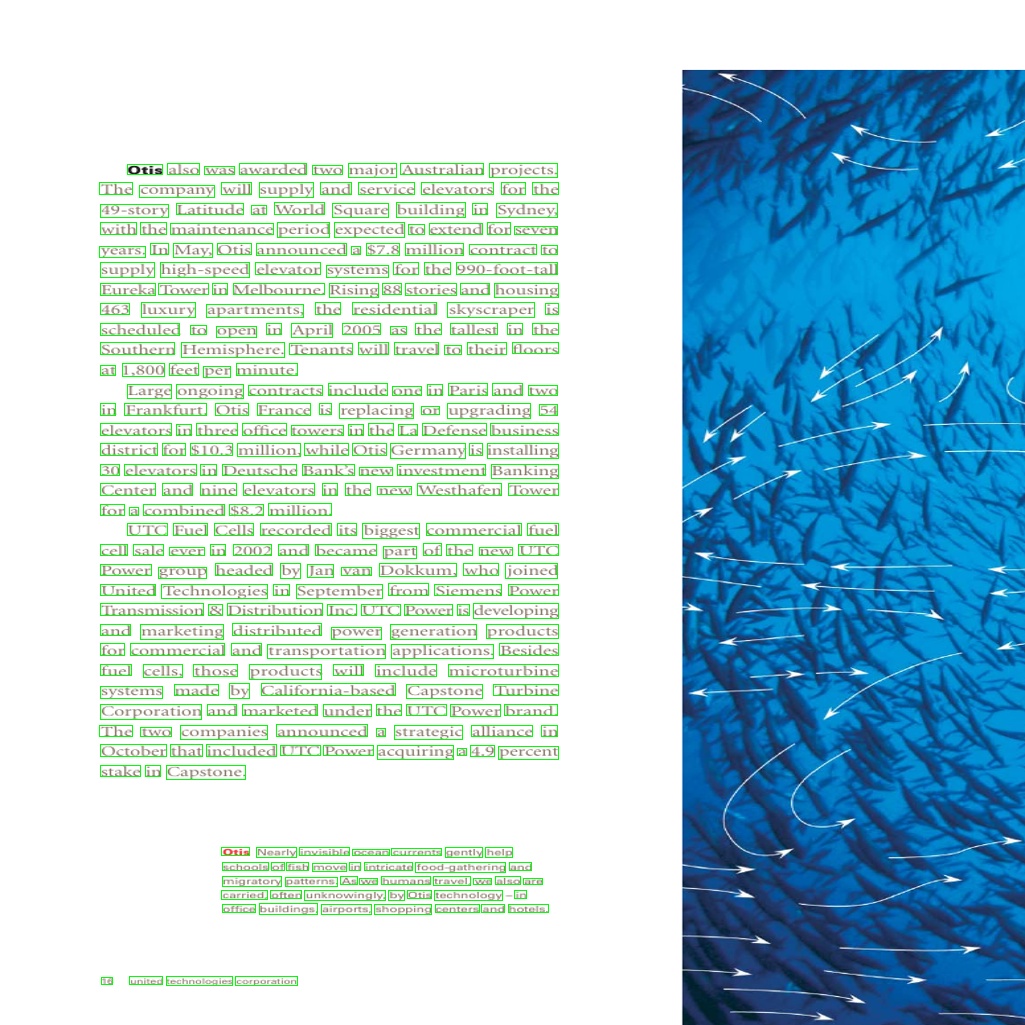 Otis also was awarded two major Australian projects.
The company will supply and service elevators for the
49-story Latitude at World Square building in Sydney,
with the maintenance period expected to extend for seven
years. In May, Otis announced a $7.8 million contract to
supply high-speed elevator systems for the 990-foot-tall
Eureka Tower in Melbourne. Rising 88 stories and housing
463 luxury apartments, the residential skyscraper is
scheduled to open in April 2005 as the tallest in the
Southern Hemisphere. Tenants will travel to their floors
at 1,800 feet per minute.
Large ongoing contracts include one in Paris and two
in Frankfurt. Otis France is replacing or upgrading 54
elevators in three office towers in the La Defense business
district for $10.3 million, while Otis Germany is installing
30 elevators in Deutsche Bank's new investment Banking
Center and nine elevators in the new Westhafen Tower
for a combined $8.2 million.
UTC Fuel Cells recorded its biggest commercial fuel
cell sale ever in 2002 and became part of the new UTC
Power group headed by Jan van Dokkum, who joined
United Technologies in September from Siemens Power
Transmission & Distribution Inc. UTC Power is developing
and marketing distributed power generation products
for commercial and transportation applications. Besides
fuel cells, those products will include microturbine
systems made by California-based Capstone Turbine
Corporation and marketed under the UTC Power brand.
The two companies announced a strategic alliance in
October that included UTC Power acquiring a 4.9 percent
stake in Capstone.
Otis Nearly invisible ocean currents gently help
schools of fish move in intricate food-gathering and
migratory patterns. As we humans travel, we also are
carried, often unknowingly, by Otis technology – in
office buildings, airports, shopping centers and hotels.
16 united technologies corporation